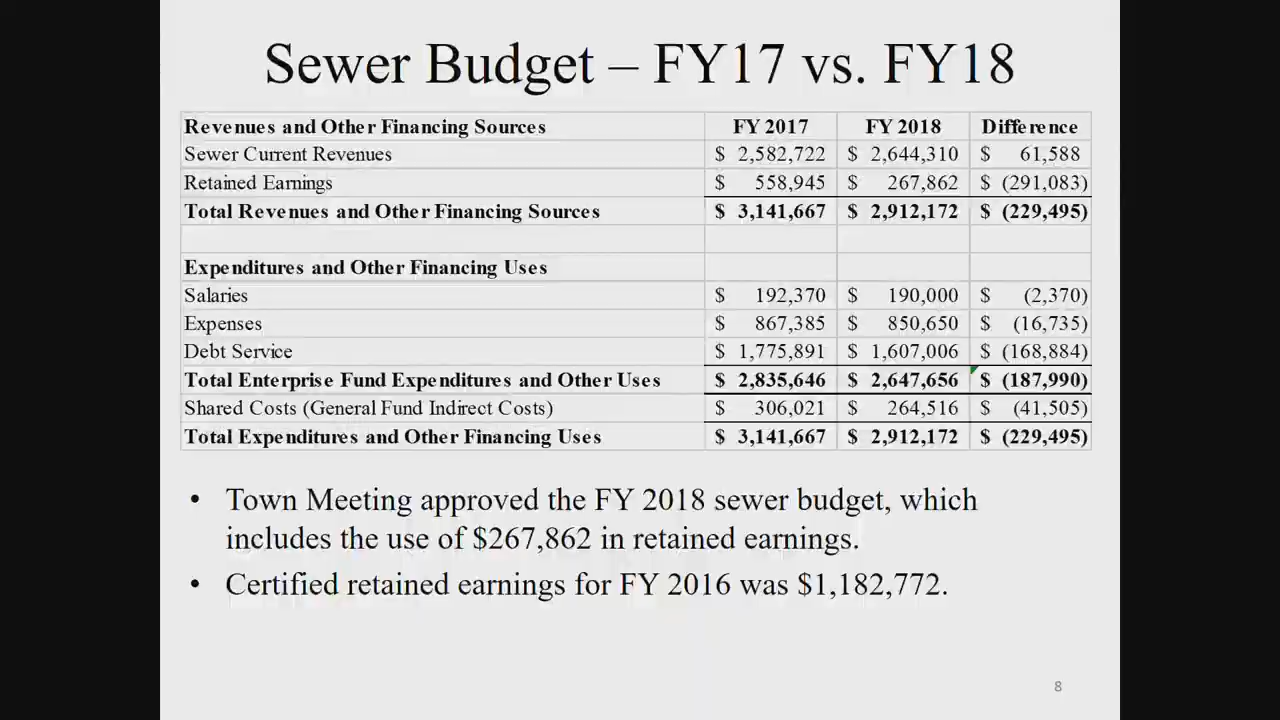 Sewer Budget – FY17 vs. FY18
Revenues and Other Financing Sources FY 2017 FY 2018 Difference
Sewer Current Revenues $ 2,582,722 $ 2,644,310 $ 61,588
Retained Earnings $ 558,945 $ 267,862 $ (291,083)
Total Revenues and Other Financing Sources $ 3,141,667 $ 2,912,172 $ (229,495)
Expenditures and Other Financing Uses
Salaries $ 192,370 $ 190,000 $ (2,370)
Expenses $ 867,385 $ 850,650 $ (16,735)
Debt Service $ 1,775,891 $ 1,607,006 $ (168,884)
Total Enterprise Fund Expenditures and Other Uses $ 2,835,646 $ 2,647,656 $ (187,990)
Shared Costs (General Fund Indirect Costs) $ 306,021 $ 264,516 $ (41,505)
Total Expenditures and Other Financing Uses $ 3,141,667 $ 2,912,172 $ (229,495)
• Town Meeting approved the FY 2018 sewer budget, which
includes the use of $267,862 in retained earnings.
• Certified retained earnings for FY 2016 was $1,182,772.
8